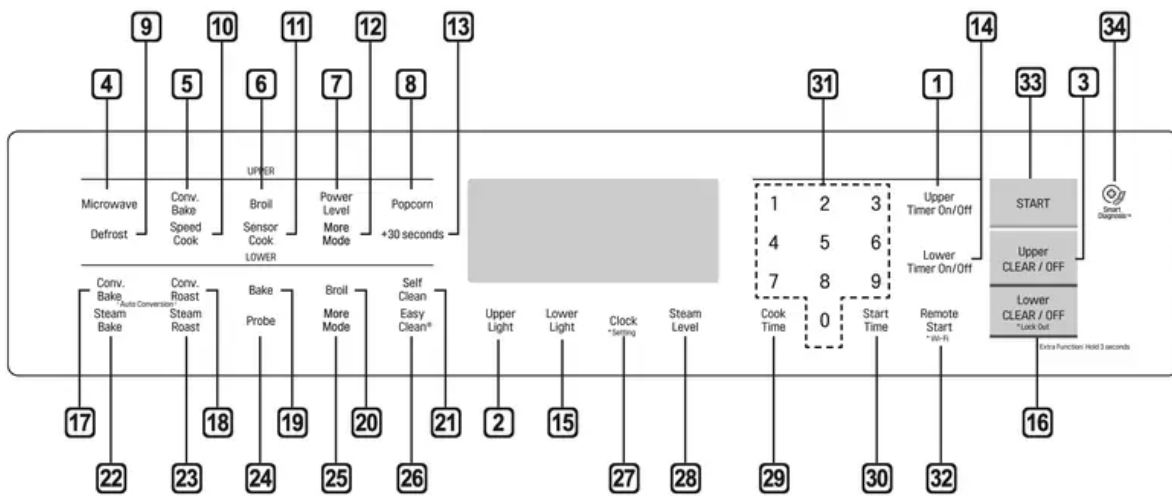 9 10 11 12 13 14 34
4 5 6 7 8 31 1 33 3
UPPER
Microwave
Conv.
Bake
Broil
Power
Level
Popcorn
Defrost
Speed
Cook
Sensor
Cook
More
Mode
+30 seconds
LOWER
Conv.
Bake
*Auto Conversion
Conv.
Roast
Bake
Broil
Self
Clean
Steam
Bake
Steam
Roast
Probe
More
Mode
Easy
Clean®
Upper
Light
Lower
Light
Clock
*Setting
Steam
Level
1 2 3
4 5 6
7 8 9
0
Cook
Time
Start
Time
Upper
Timer On/Off
Lower
Timer On/Off
Remote
Start
*Wi-Fi
START
Upper
CLEAR / OFF
Lower
CLEAR / OFF
*Lock Out
Extra Function: Hold 3 seconds
Smart
Diagnosis™
17 18 19 20 21 2 15 16
22 23 24 25 26 27 28 29 30 32